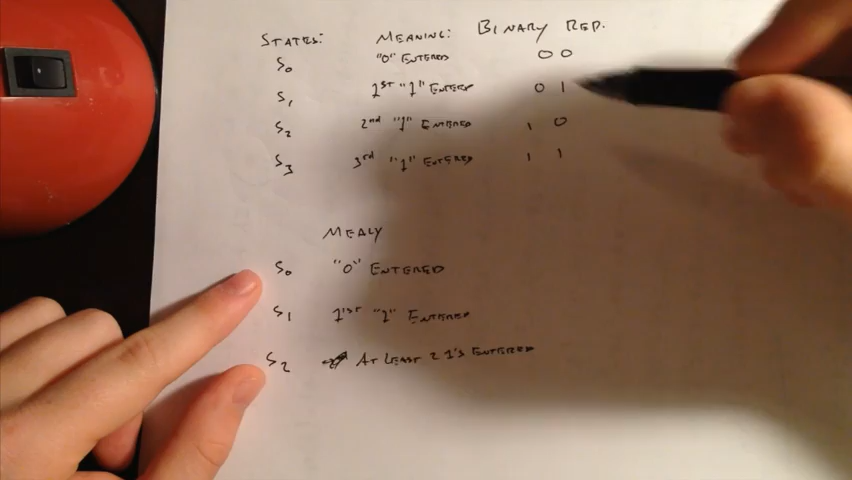 STATES: MEANING: BINARY REP.
S0 "0" ENTERED 0 0
S1 1ST "1" ENTERED 0 1
S2 2nd "1" ENTERED 1 0
S3 3rd "1" ENTERED 1 1
MEALY
S0 "0" ENTERED
S1 1ST "1" ENTERED
S2 AT LEAST 2 1's ENTERED